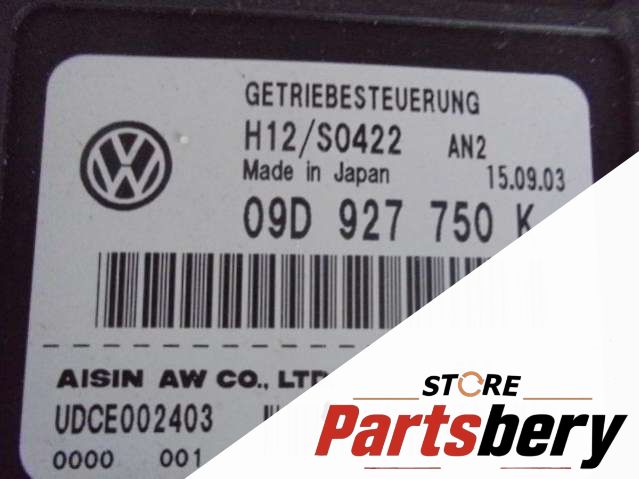 GETRIEBESTEUERUNG
H12/S0422 AN2
Made in Japan 15.09.03
09D 927 750 K
AISIN AW CO., LTD
UDCE002403
0000 001
STORE
Partsbery